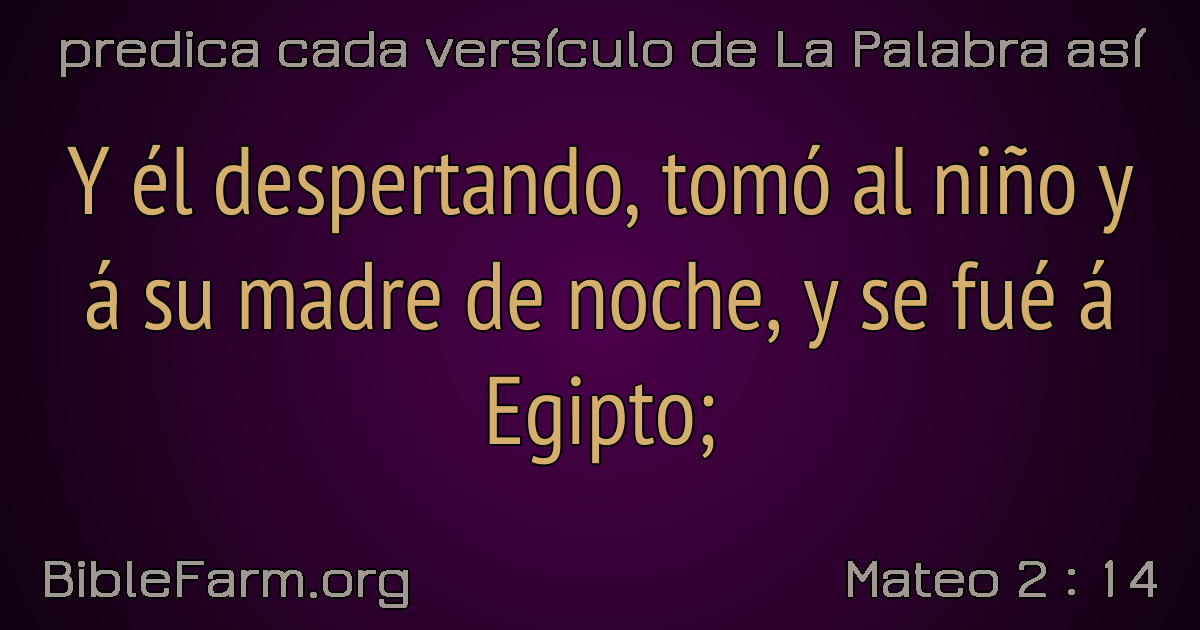 predica cada versículo de La Palabra así
Y él despertando, tomó al niño y
á su madre de noche, y se fué á
Egipto;
BibleFarm.org
Mateo 2 : 14